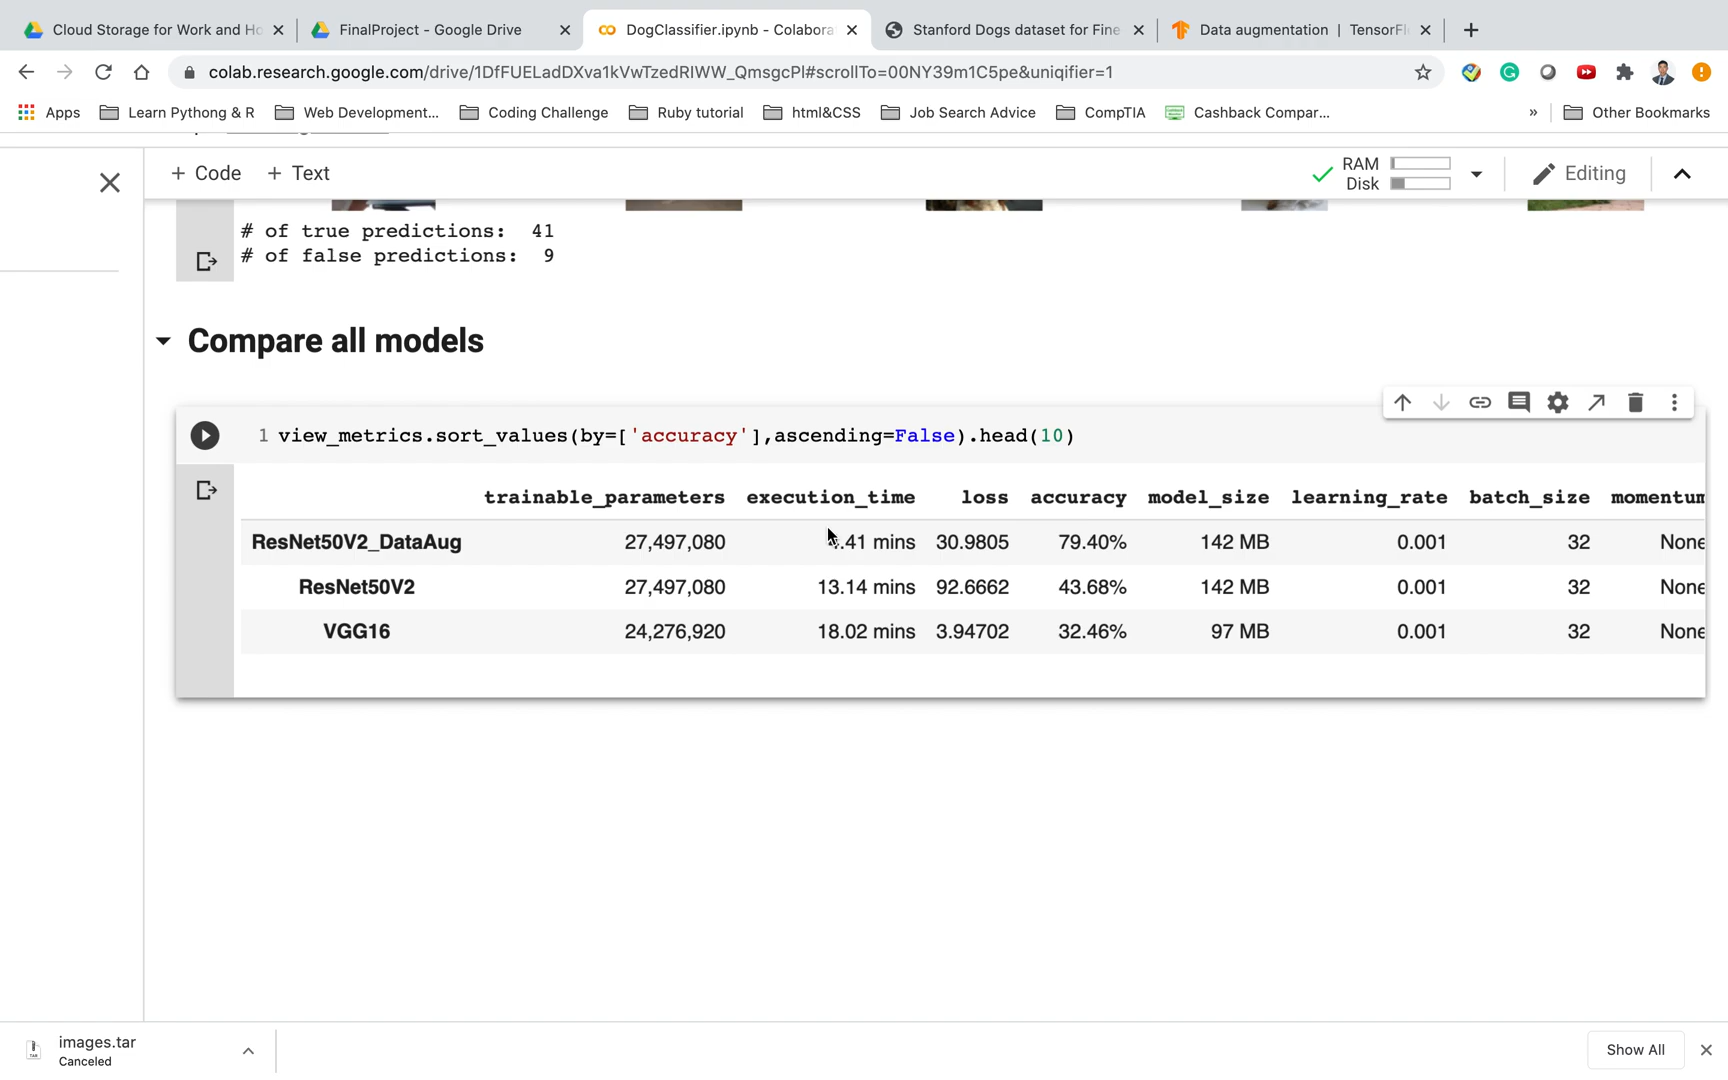 Cloud Storage for Work and Ho
FinalProject - Google Drive
DogClassifier.ipynb - Colabora
Stanford Dogs dataset for Fine
Data augmentation | TensorFl
colab.research.google.com/drive/1DfFUELadDXva1kVwTzedRIWW_QmsgcPl#scrollTo=00NY39m1C5pe&uniqifier=1
Apps
Learn Pythong & R
Web Development...
Coding Challenge
Ruby tutorial
html&CSS
Job Search Advice
CompTIA
Cashback Compar...
»
Other Bookmarks
+ Code + Text
RAM
Disk
Editing
# of true predictions: 41
# of false predictions: 9
Compare all models
1 view_metrics.sort_values(by=['accuracy'],ascending=False).head(10)
trainable_parameters execution_time loss accuracy model_size learning_rate batch_size momentum
ResNet50V2_DataAug 27,497,080 .41 mins 30.9805 79.40% 142 MB 0.001 32 None
ResNet50V2 27,497,080 13.14 mins 92.6662 43.68% 142 MB 0.001 32 None
VGG16 24,276,920 18.02 mins 3.94702 32.46% 97 MB 0.001 32 None
images.tar
Canceled
Show All